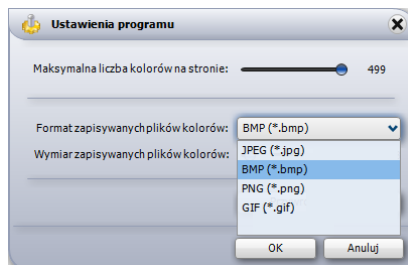 Ustawienia programu
Maksymalna liczba kolorów na stronie: 499
Format zapisywanych plików kolorów: BMP (*.bmp)
JPEG (*.jpg)
Wymiar zapisywanych plików kolorów: BMP (*.bmp)
PNG (*.png)
GIF (*.gif)
OK Anuluj